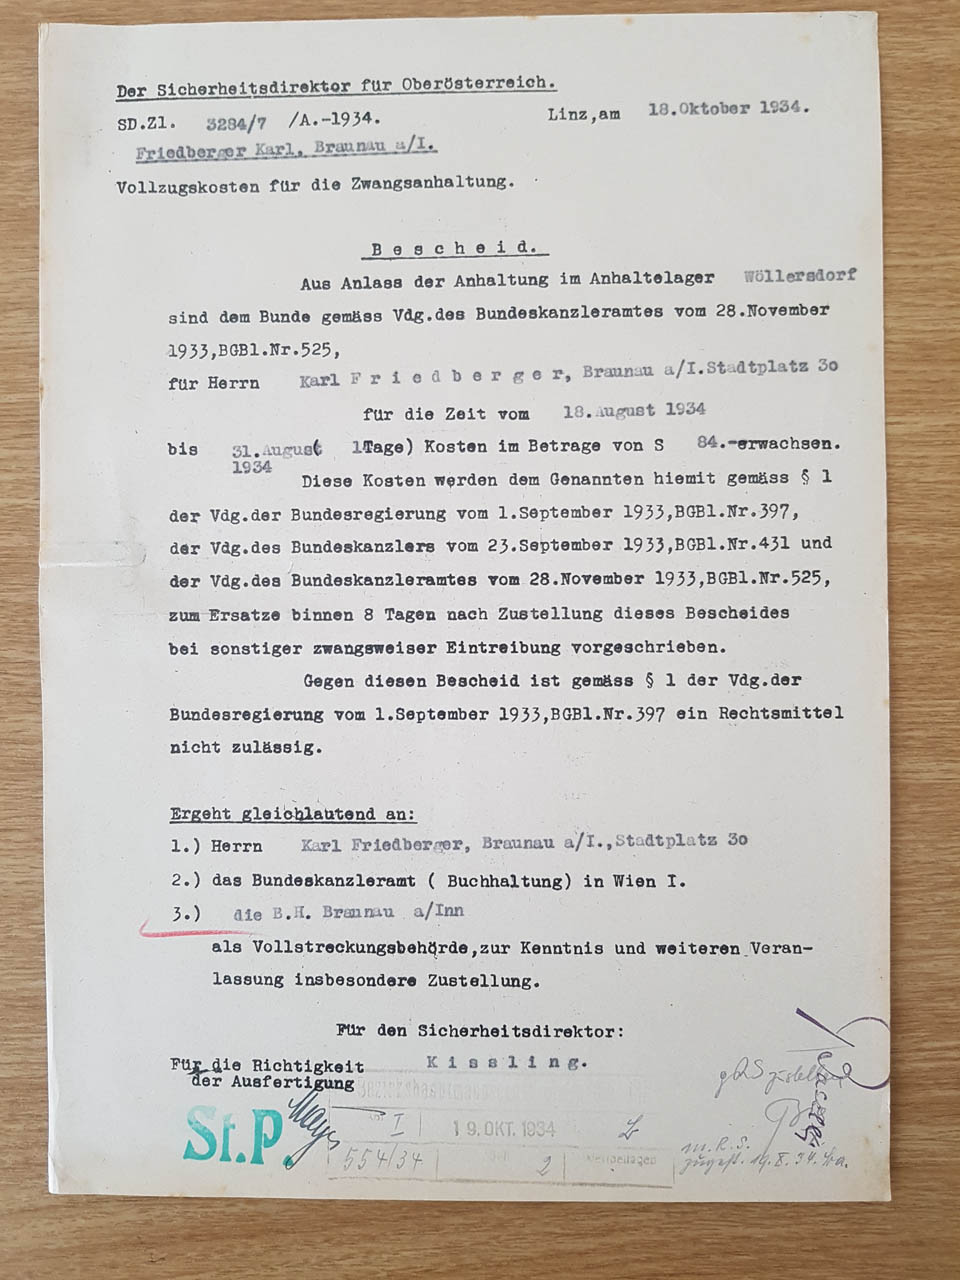 Der Sicherheitsdirektor für Oberösterreich.
SD.Zl. 3284/7 /A.-1934. Linz,am 18.Oktober 1934.
Friedberger Karl, Braunau a/I.
Vollzugskosten für die Zwangsanhaltung.
B e s c h e i d.
Aus Anlass der Anhaltung im Anhaltelager Wöllersdorf
sind dem Bunde gemäss Vdg.des Bundeskanzleramtes vom 28.November
1933,BGBl.Nr.525,
für Herrn Karl F r i e d b e r g e r, Braunau a/I.Stadtplatz 3o
für die Zeit vom 18.August 1934
bis 31.August 1Tage) Kosten im Betrage von S 84.-erwachsen.
1934
Diese Kosten werden dem Genannten hiemit gemäss § 1
der Vdg.der Bundesregierung vom 1.September 1933,BGBl.Nr.397,
der Vdg.des Bundeskanzlers vom 23.September 1933,BGBl.Nr.431 und
der Vdg.des Bundeskanzleramtes vom 28.November 1933,BGBl.Nr.525,
zum Ersatze binnen 8 Tagen nach Zustellung dieses Bescheides
bei sonstiger zwangsweiser Eintreibung vorgeschrieben.
Gegen diesen Bescheid ist gemäss § 1 der Vdg.der
Bundesregierung vom 1.September 1933,BGBl.Nr.397 ein Rechtsmittel
nicht zulässig.
Ergeht gleichlautend an:
1.) Herrn Karl Friedberger, Braunau a/I.,Stadtplatz 3o
2.) das Bundeskanzleramt ( Buchhaltung) in Wien I.
3.) die B.H. Braunau a/Inn
als Vollstreckungsbehörde,zur Kenntnis und weiteren Veran-
lassung insbesondere Zustellung.
Für den Sicherheitsdirektor:
Für die Richtigkeit K i s s l i n g.
der Ausfertigung
I 19.OKT.1934
St.P.
554/34 2
m.R.S.
zugest. 19.X.34.